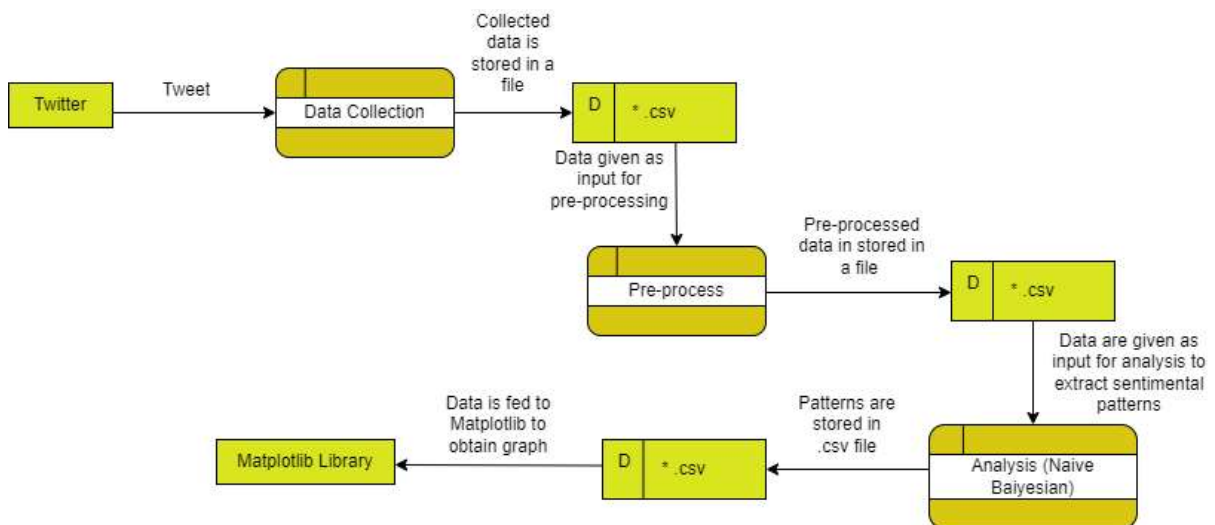 Twitter
Tweet
Data Collection
Collected
data is
stored in a
file
D
* .csv
Data given as
input for
pre-processing
Pre-process
Pre-processed
data in stored in
a file
D
* .csv
Data are given as
input for analysis to
extract sentimental
patterns
Analysis (Naive
Baiyesian)
Patterns are
stored in
.csv file
D
* .csv
Data is fed to
Matplotlib to
obtain graph
Matplotlib Library